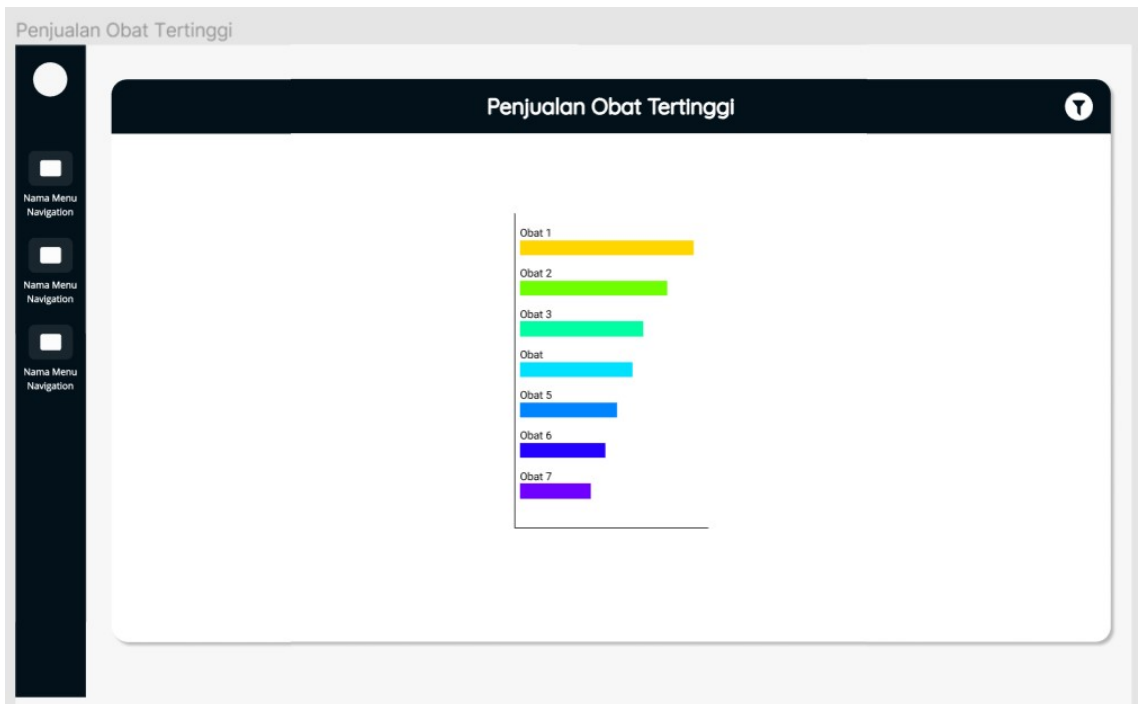 Penjualan Obat Tertinggi
Penjualan Obat Tertinggi
Nama Menu
Navigation
Nama Menu
Navigation
Nama Menu
Navigation
Obat 1
Obat 2
Obat 3
Obat
Obat 5
Obat 6
Obat 7